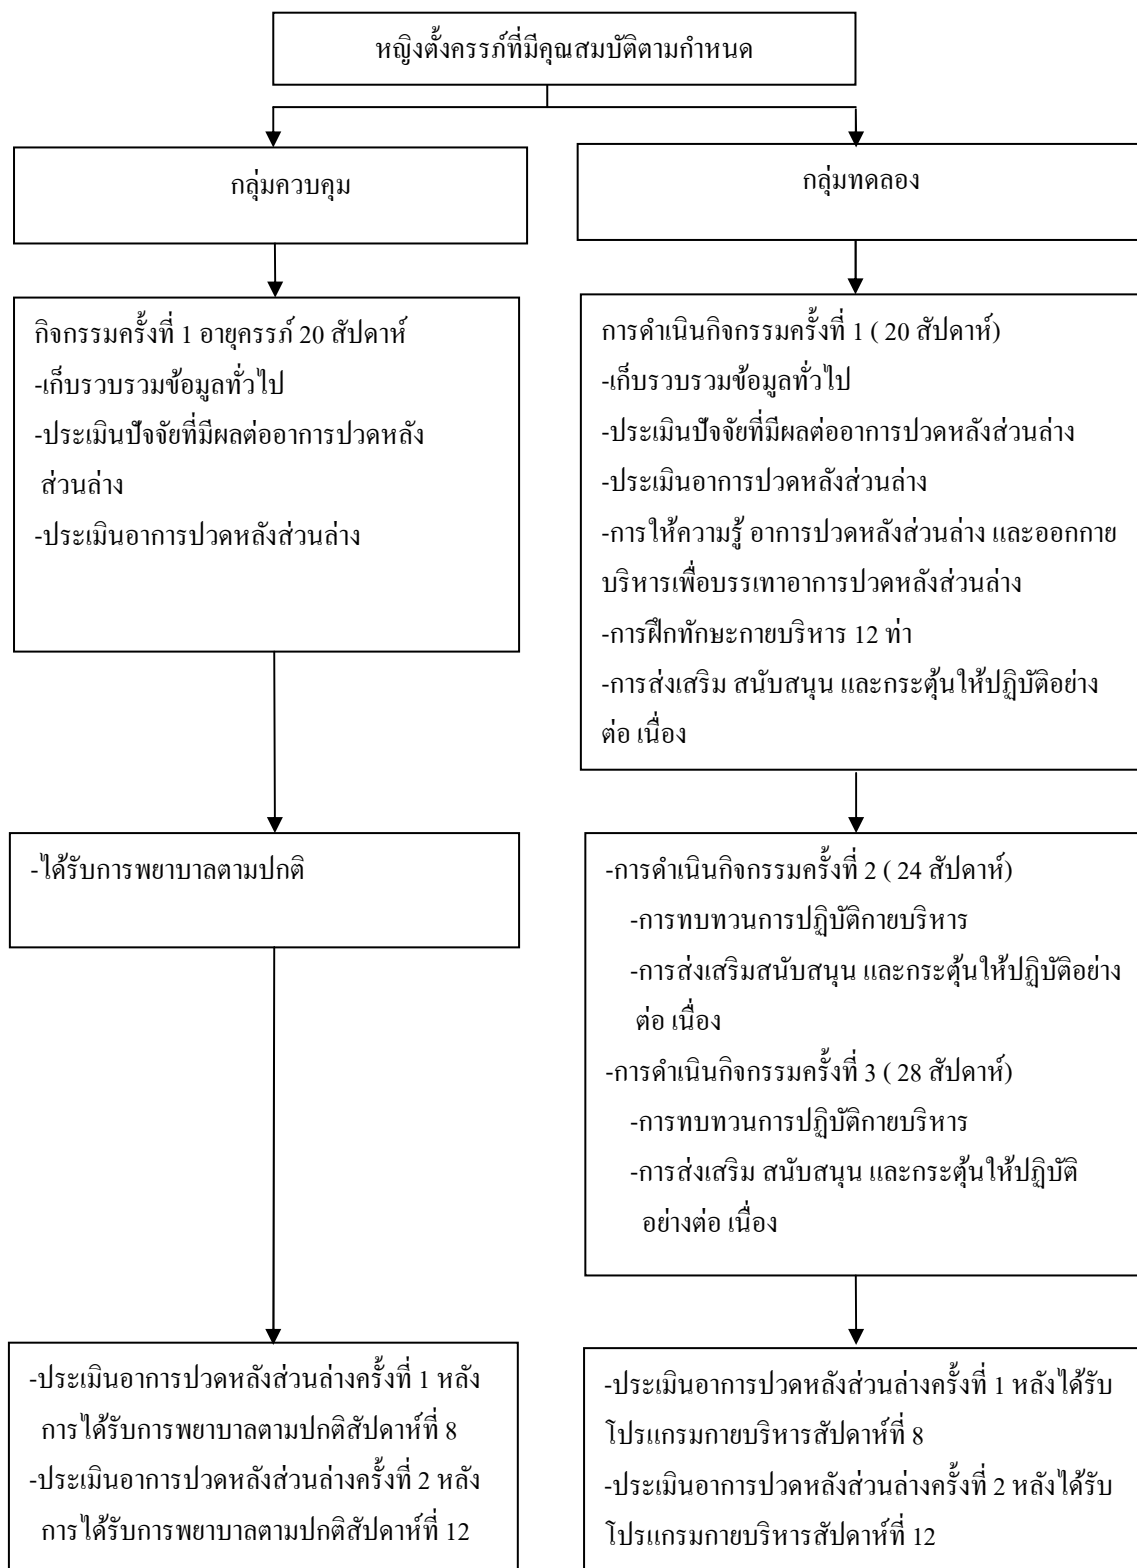 หญิงตั้งครรภ์ที่มีคุณสมบัติตามกำหนด
กลุ่มควบคุม
กลุ่มทดลอง
กิจกรรมครั้งที่ 1 อายุครรภ์ 20 สัปดาห์
-เก็บรวบรวมข้อมูลทั่วไป
-ประเมินปัจจัยที่มีผลต่ออาการปวดหลัง
ส่วนล่าง
-ประเมินอาการปวดหลังส่วนล่าง
การดำเนินกิจกรรมครั้งที่ 1 ( 20 สัปดาห์)
-เก็บรวบรวมข้อมูลทั่วไป
-ประเมินปัจจัยที่มีผลต่ออาการปวดหลังส่วนล่าง
-ประเมินอาการปวดหลังส่วนล่าง
-การให้ความรู้ อาการปวดหลังส่วนล่าง และออกกาย
บริหารเพื่อบรรเทาอาการปวดหลังส่วนล่าง
-การฝึกทักษะกายบริหาร 12 ท่า
-การส่งเสริม สนับสนุน และกระตุ้นให้ปฏิบัติอย่าง
ต่อ เนื่อง
-ได้รับการพยาบาลตามปกติ
-การดำเนินกิจกรรมครั้งที่ 2 ( 24 สัปดาห์)
-การทบทวนการปฏิบัติกายบริหาร
-การส่งเสริมสนับสนุน และกระตุ้นให้ปฏิบัติอย่าง
ต่อ เนื่อง
-การดำเนินกิจกรรมครั้งที่ 3 ( 28 สัปดาห์)
-การทบทวนการปฏิบัติกายบริหาร
-การส่งเสริม สนับสนุน และกระตุ้นให้ปฏิบัติ
อย่างต่อ เนื่อง
-ประเมินอาการปวดหลังส่วนล่างครั้งที่ 1 หลัง
การได้รับการพยาบาลตามปกติสัปดาห์ที่ 8
-ประเมินอาการปวดหลังส่วนล่างครั้งที่ 2 หลัง
การได้รับการพยาบาลตามปกติสัปดาห์ที่ 12
-ประเมินอาการปวดหลังส่วนล่างครั้งที่ 1 หลังได้รับ
โปรแกรมกายบริหารสัปดาห์ที่ 8
-ประเมินอาการปวดหลังส่วนล่างครั้งที่ 2 หลังได้รับ
โปรแกรมกายบริหารสัปดาห์ที่ 12